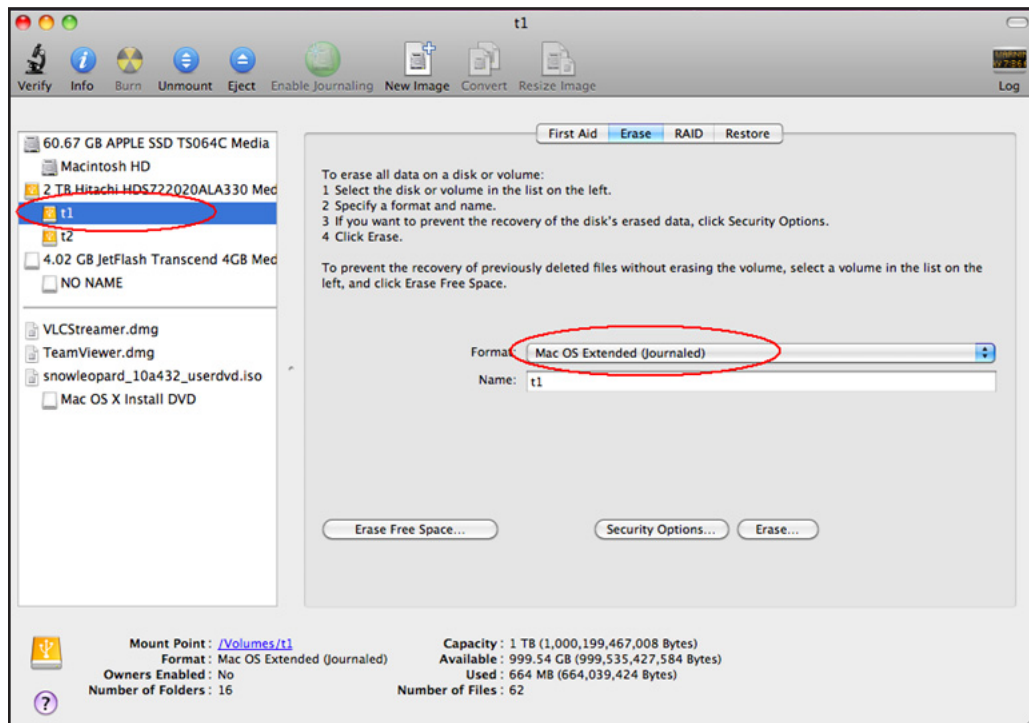 t1
Verify Info Burn Unmount Eject Enable Journaling New Image Convert Resize Image Log
60.67 GB APPLE SSD TS064C Media
Macintosh HD
2 TB Hitachi HDS722020ALA330 Med
t1
t2
4.02 GB JetFlash Transcend 4GB Med
NO NAME
VLCStreamer.dmg
TeamViewer.dmg
snowleopard_10a432_userdvd.iso
Mac OS X Install DVD
First Aid Erase RAID Restore
To erase all data on a disk or volume:
1 Select the disk or volume in the list on the left.
2 Specify a format and name.
3 If you want to prevent the recovery of the disk's erased data, click Security Options.
4 Click Erase.
To prevent the recovery of previously deleted files without erasing the volume, select a volume in the list on the
left, and click Erase Free Space.
Format: Mac OS Extended (Journaled)
Name: t1
Erase Free Space... Security Options... Erase...
Mount Point : /Volumes/t1
Format : Mac OS Extended (Journaled)
Owners Enabled : No
Number of Folders : 16
Capacity : 1 TB (1,000,199,467,008 Bytes)
Available : 999.54 GB (999,535,427,584 Bytes)
Used : 664 MB (664,039,424 Bytes)
Number of Files : 62
?